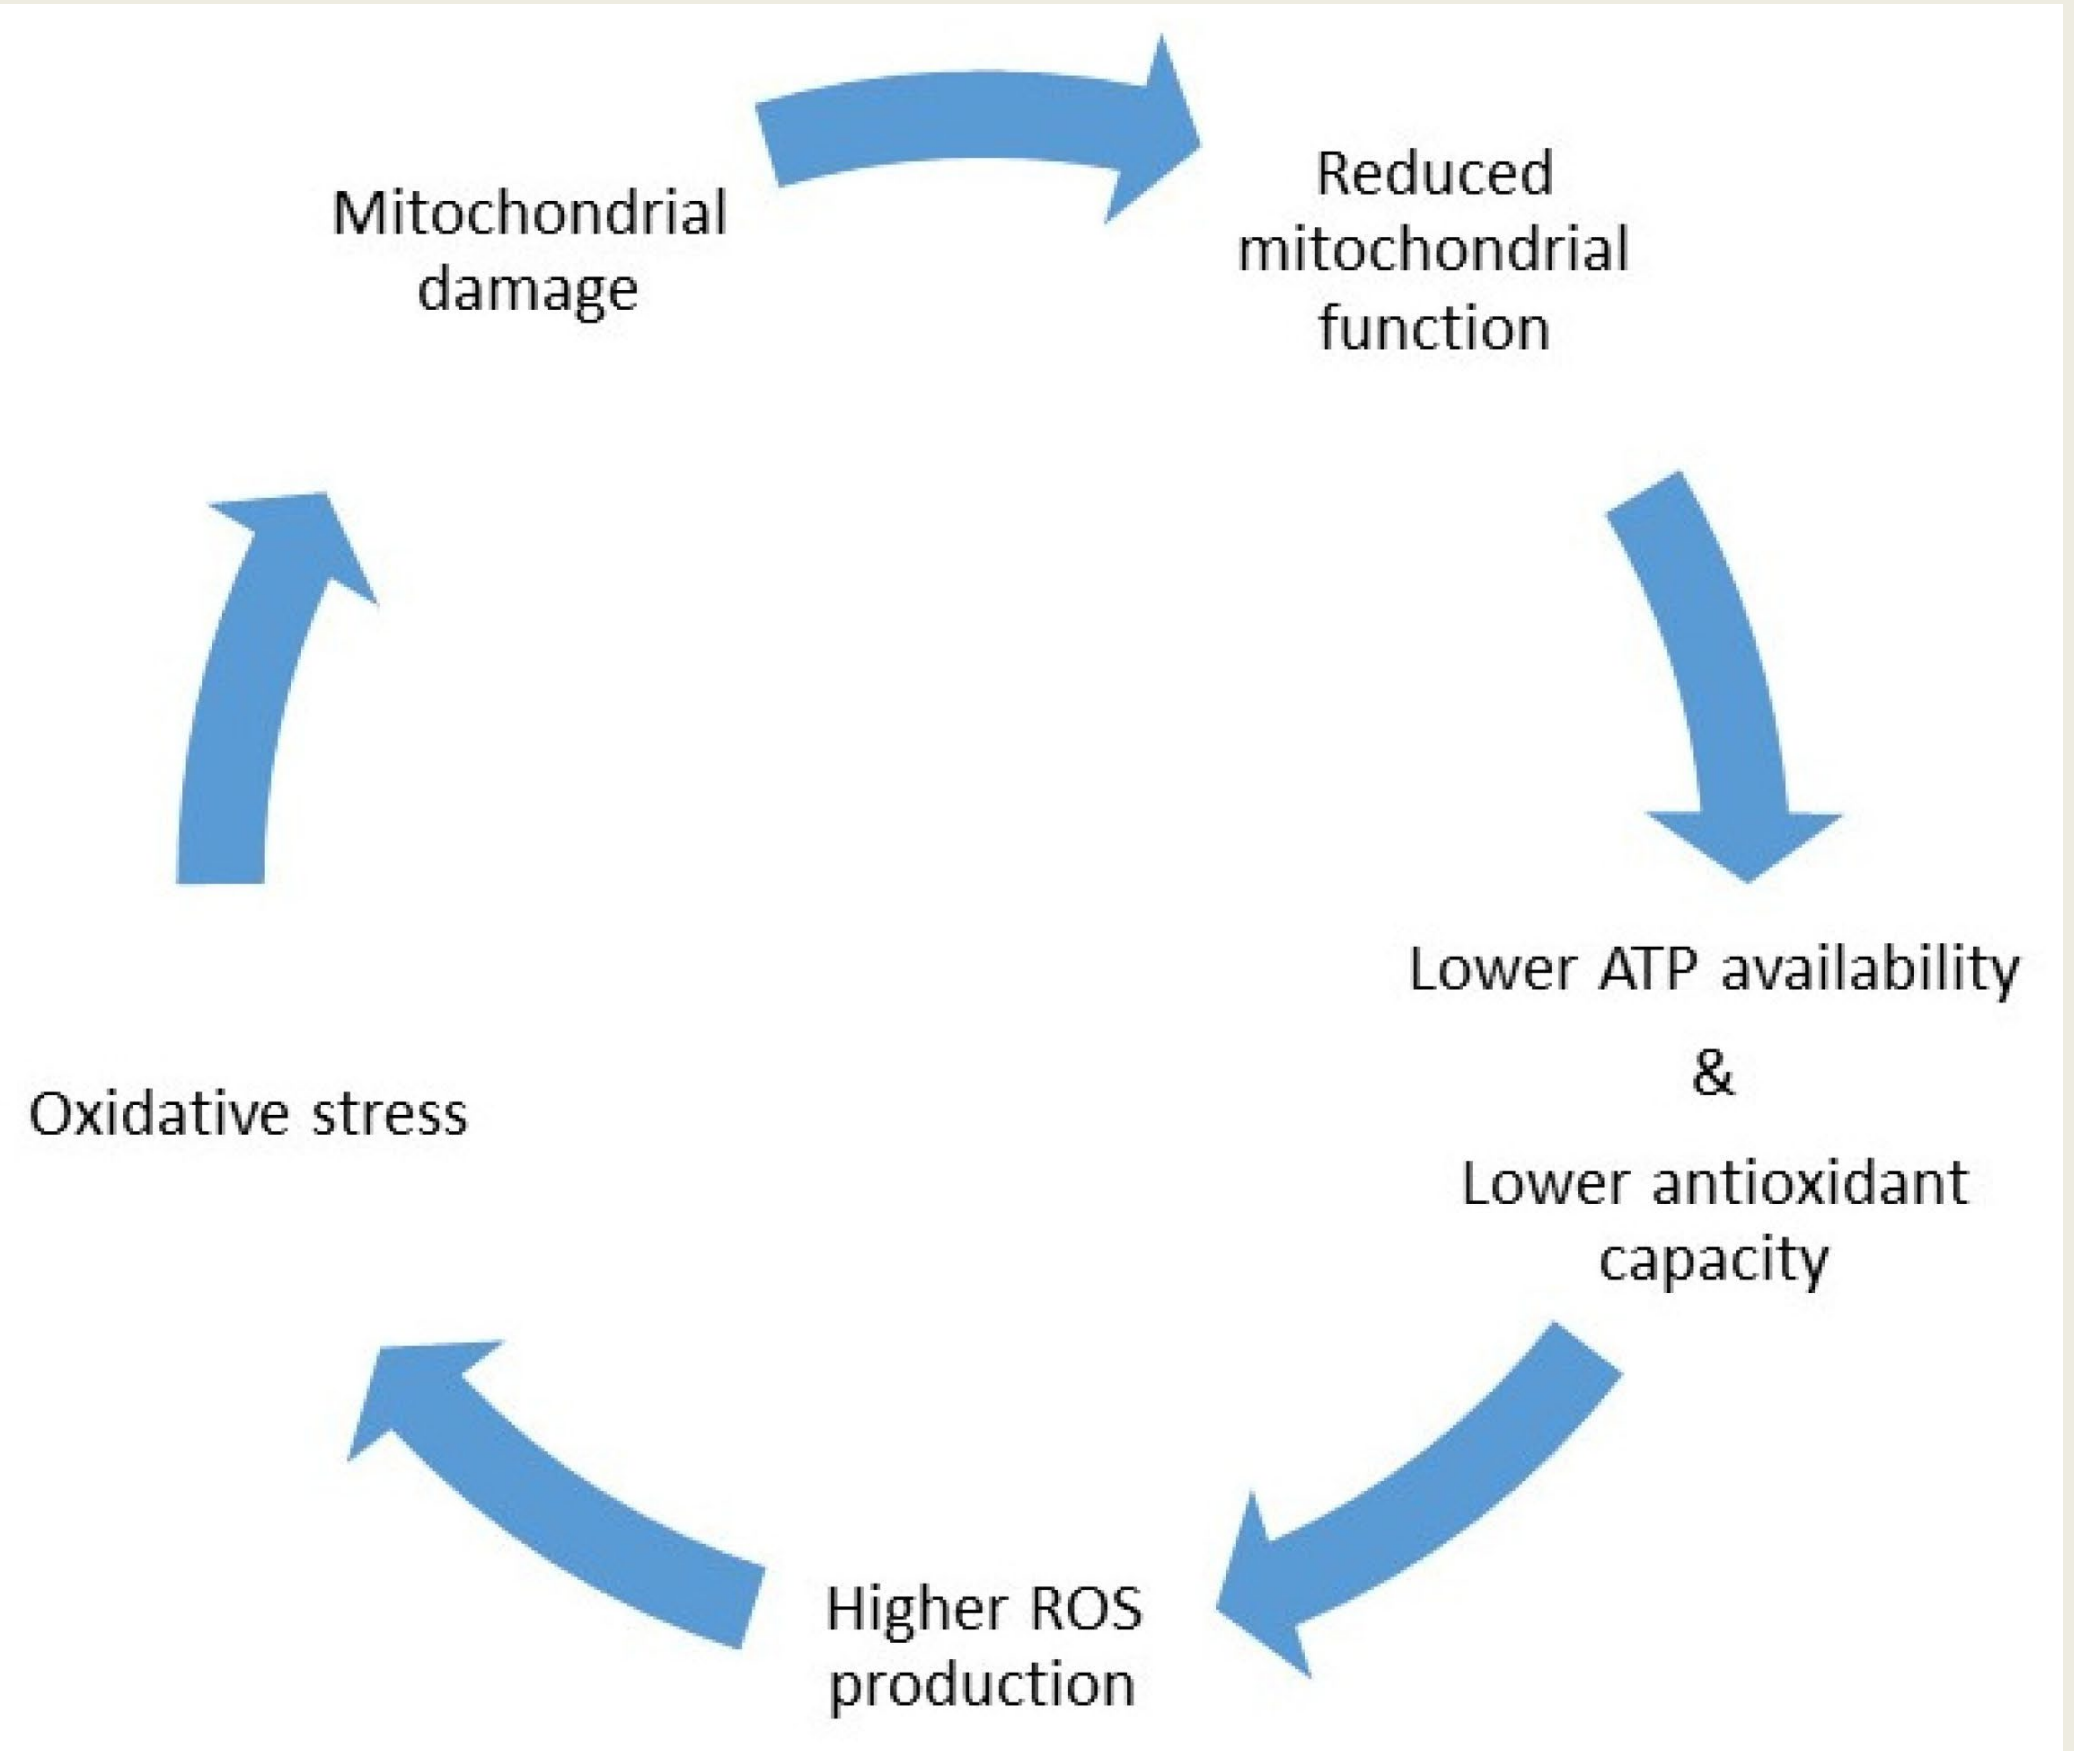 Mitochondrial
damage
Reduced
mitochondrial
function
Lower ATP availability
&
Lower antioxidant
capacity
Higher ROS
production
Oxidative stress